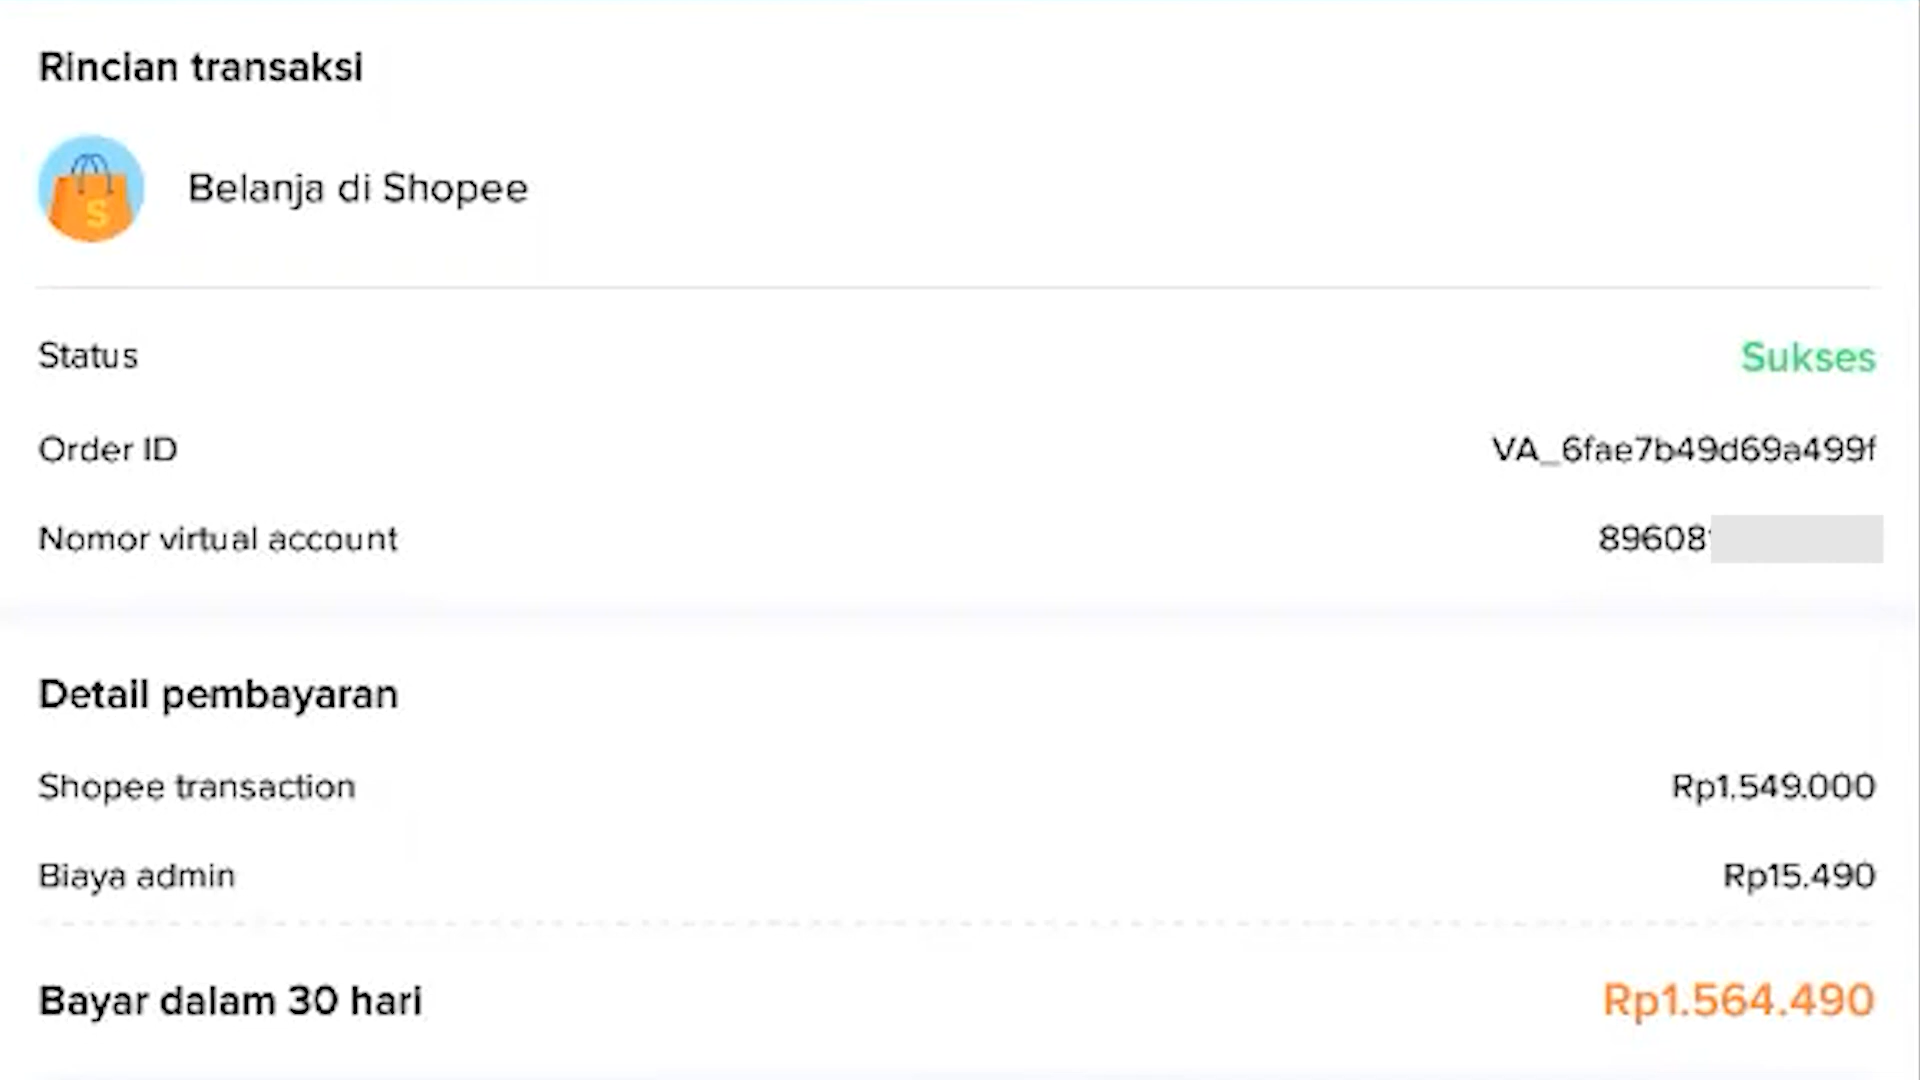 Rincian transaksi
S
Belanja di Shopee
Status Sukses
Order ID VA_6fae7b49d69a499f
Nomor virtual account 89608
Detail pembayaran
Shopee transaction Rp1.549.000
Biaya admin Rp15.490
Bayar dalam 30 hari Rp1.564.490